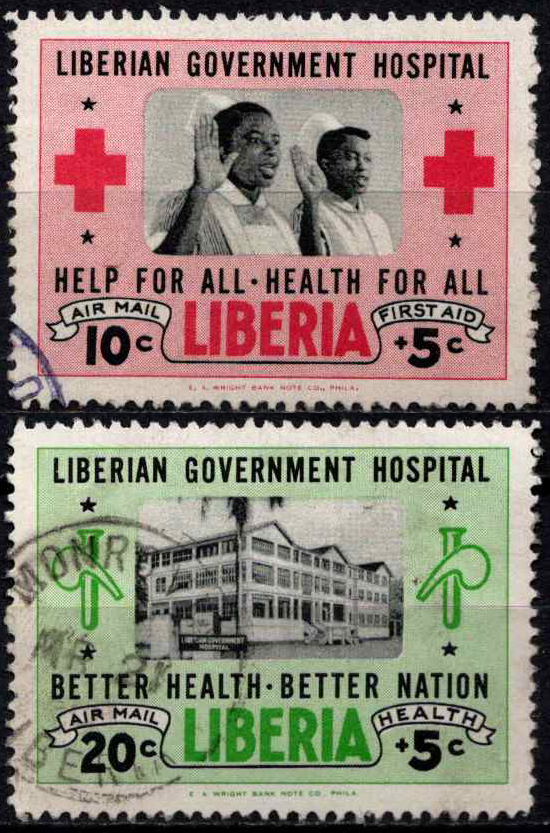 LIBERIAN GOVERNMENT HOSPITAL
HELP FOR ALL · HEALTH FOR ALL
AIR MAIL
FIRST AID
10c LIBERIA +5c
E. A. WRIGHT BANK NOTE CO., PHILA.
LIBERIAN GOVERNMENT HOSPITAL
LIBERIAN GOVERNMENT
HOSPITAL
BETTER HEALTH · BETTER NATION
AIR MAIL
HEALTH
20c LIBERIA +5c
E. A. WRIGHT BANK NOTE CO., PHILA.